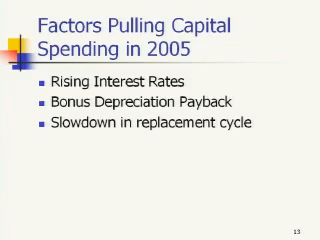 Factors Pulling Capital
Spending in 2005
Rising Interest Rates
Bonus Depreciation Payback
Slowdown in replacement cycle
13